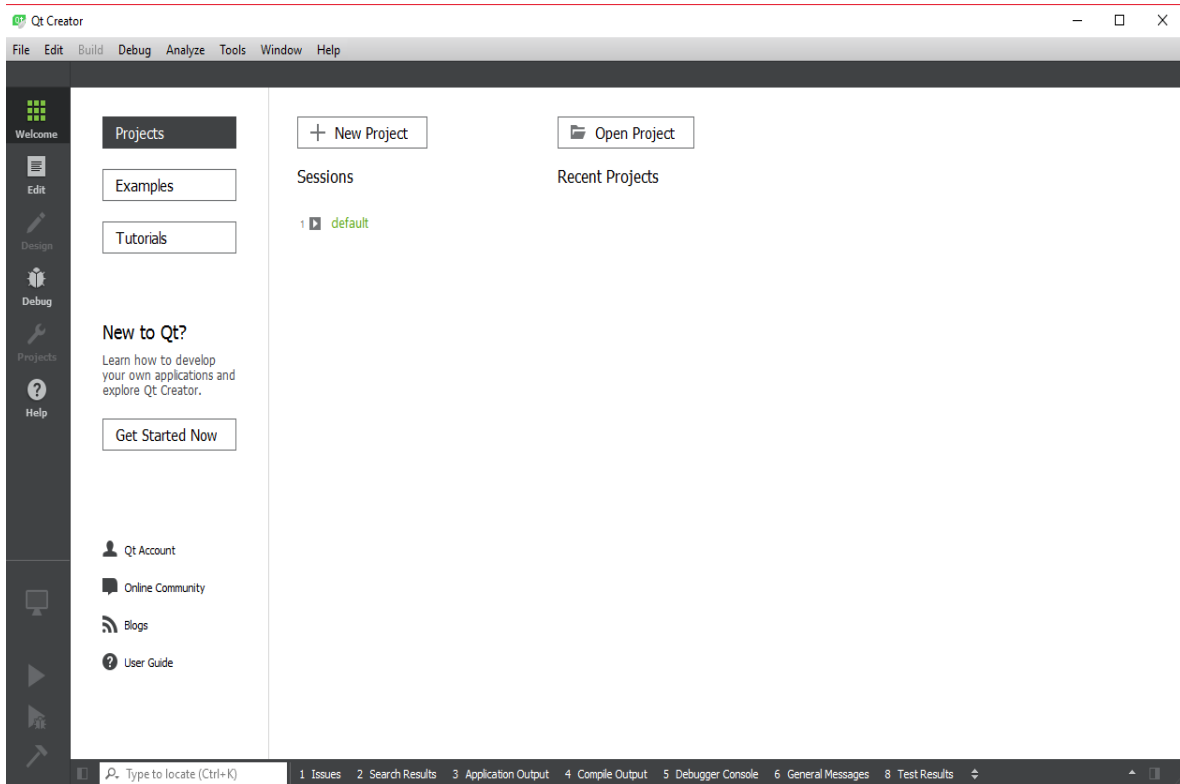 Qt Creator
File Edit Build Debug Analyze Tools Window Help
Welcome
Edit
Design
Debug
Projects
Help
Projects
Examples
Tutorials
New to Qt?
Learn how to develop
your own applications and
explore Qt Creator.
Get Started Now
Qt Account
Online Community
Blogs
User Guide
+ New Project
Open Project
Sessions
Recent Projects
1 default
Type to locate (Ctrl+K)
1 Issues 2 Search Results 3 Application Output 4 Compile Output 5 Debugger Console 6 General Messages 8 Test Results